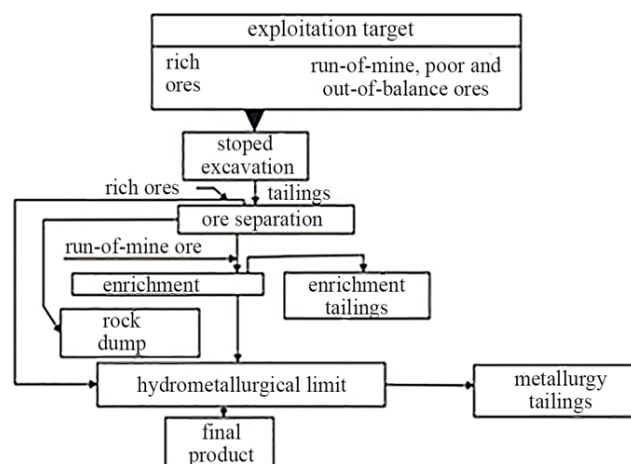 exploitation target
rich
ores
run-of-mine, poor and
out-of-balance ores
stoped
excavation
rich ores
tailings
ore separation
run-of-mine ore
enrichment
enrichment
tailings
rock
dump
hydrometallurgical limit
metallurgy
tailings
final
product